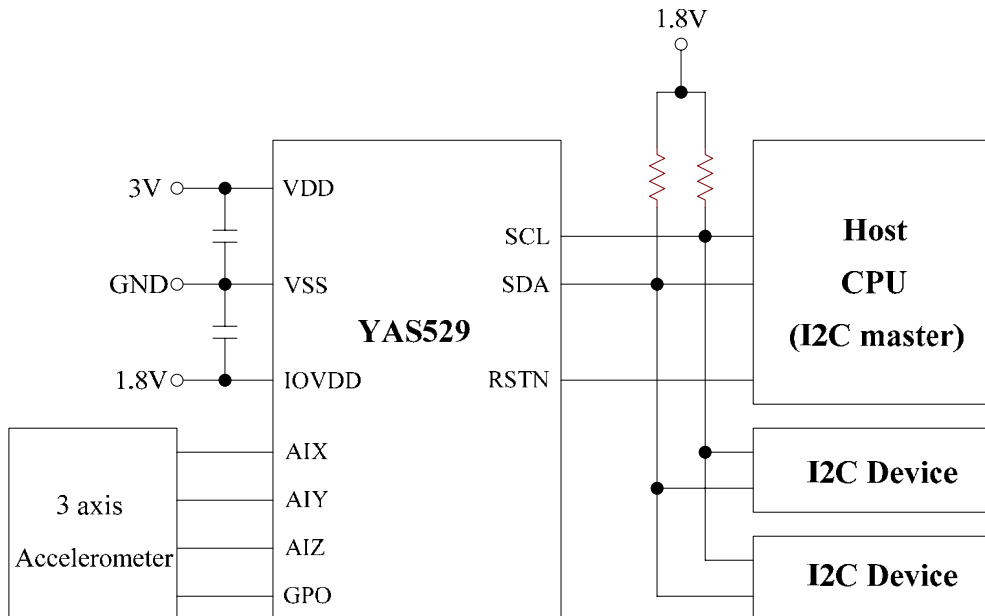 1.8V
3V
VDD
SCL
Host
CPU
(I2C master)
GND
VSS
SDA
YAS529
1.8V
IOVDD
RSTN
AIX
I2C Device
3 axis
Accelerometer
AIY
AIZ
GPO
I2C Device